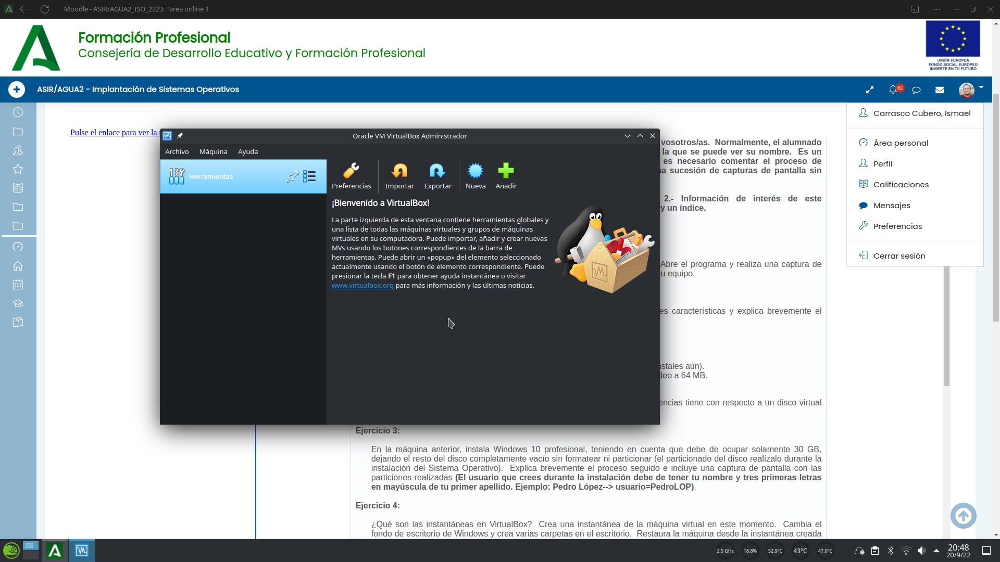 Moodle - ASIR/AGUA2_ISO_2223: Tarea online 1
Formación Profesional
Consejería de Desarrollo Educativo y Formación Profesional
UNIÓN EUROPEA
FONDO SOCIAL EUROPEO
INVIERTE EN TU FUTURO
ASIR/AGUA2 - Implantación de Sistemas Operativos
61
Carrasco Cubero, Ismael
Área personal
Perfil
Calificaciones
Mensajes
Preferencias
Cerrar sesión
Pulse el enlace para ver la
Oracle VM VirtualBox Administrador
Archivo Máquina Ayuda
Herramientas
Preferencias Importar Exportar Nueva Añadir
¡Bienvenido a VirtualBox!
La parte izquierda de esta ventana contiene herramientas globales y
una lista de todas las máquinas virtuales y grupos de máquinas
virtuales en su computadora. Puede importar, añadir y crear nuevas
MVs usando los botones correspondientes de la barra de
herramientas. Puede abrir un «popup» del elemento seleccionado
actualmente usando el botón de elemento correspondiente. Puede
presionar la tecla F1 para obtener ayuda instantánea o visitar
www.virtualbox.org para más información y las últimas noticias.
vosotros/as. Normalmente, el alumnado
la que se puede ver su nombre. Es un
es necesario comentar el proceso de
sucesión de capturas de pantalla sin
2.- Información de interés de este
y un índice.
Abre el programa y realiza una captura de
tu equipo.
características y explica brevemente el
aún).
a 64 MB.
tiene con respecto a un disco virtual
Ejercicio 3:
En la máquina anterior, instala Windows 10 profesional, teniendo en cuenta que debe de ocupar solamente 30 GB,
dejando el resto del disco completamente vacío sin formatear ni particionar (el particionado del disco realízalo durante la
instalación del Sistema Operativo). Explica brevemente el proceso seguido e incluye una captura de pantalla con las
particiones realizadas (El usuario que crees durante la instalación debe de tener tu nombre y tres primeras letras
en mayúscula de tu primer apellido. Ejemplo: Pedro López--> usuario=PedroLOP).
Ejercicio 4:
¿Qué son las instantáneas en VirtualBox? Crea una instantánea de la máquina virtual en este momento. Cambia el
fondo de escritorio de Windows y crea varias carpetas en el escritorio. Restaura la máquina desde la instantánea creada
2,5 GHz 18,8% 52,9°C 43°C 47,0°C
20:48
20/9/22